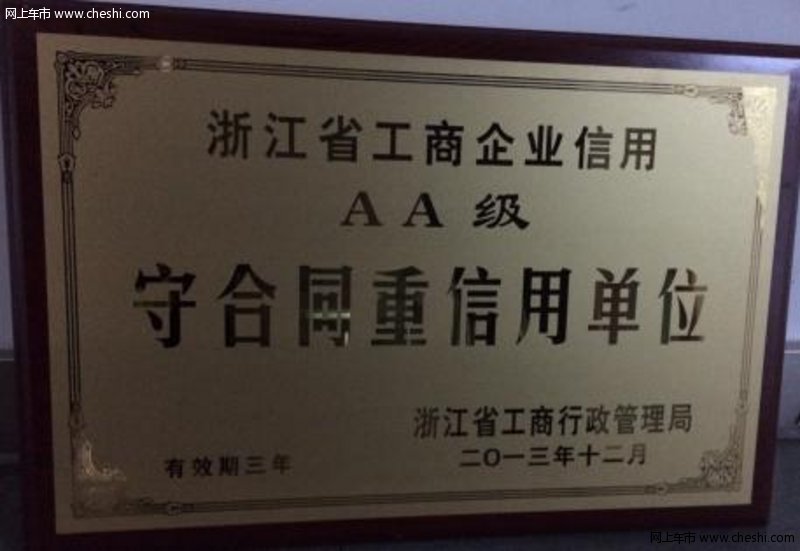 网上车市 www.cheshi.com
浙江省工商企业信用
AA级
守合同重信用单位
浙江省工商行政管理局
有效期三年
二〇一三年十二月
网上车市 www.cheshi.com